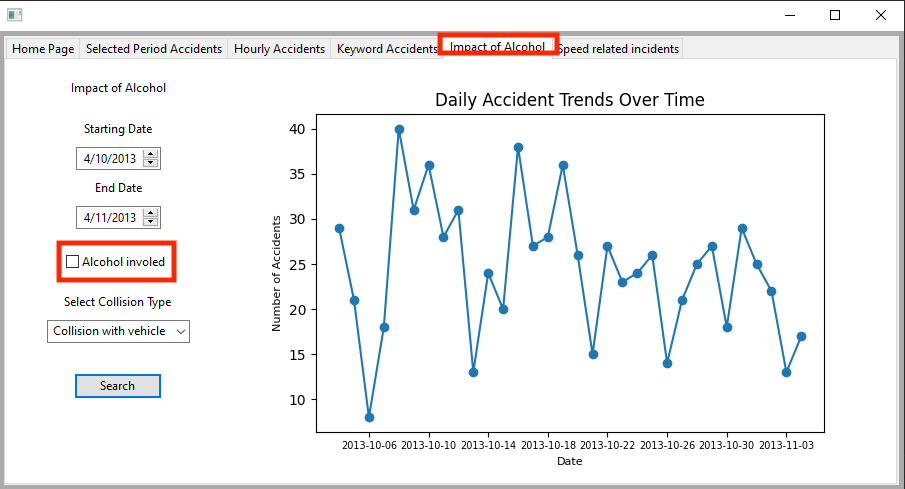 Home Page Selected Period Accidents Hourly Accidents Keyword Accidents Impact of Alcohol Speed related incidents
Impact of Alcohol
Starting Date
4/10/2013
End Date
4/11/2013
Alcohol involed
Select Collision Type
Collision with vehicle
Search
Daily Accident Trends Over Time
Number of Accidents
40
35
30
25
20
15
10
2013-10-06 2013-10-10 2013-10-14 2013-10-18 2013-10-22 2013-10-26 2013-10-30 2013-11-03
Date